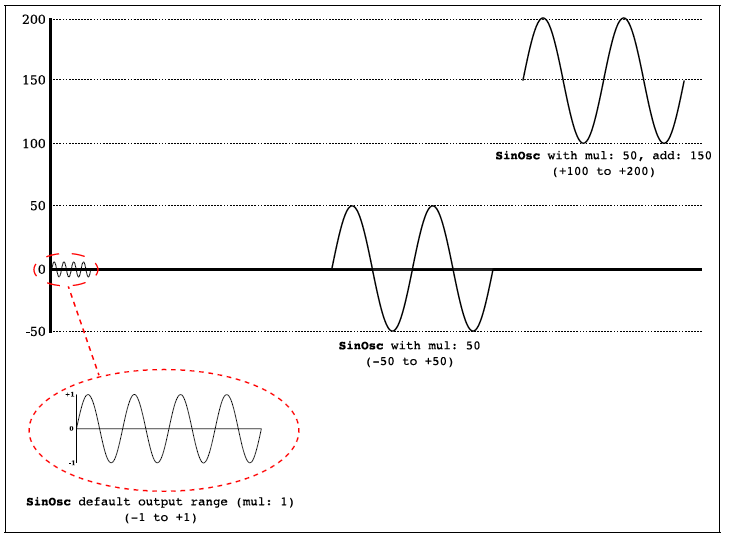 200
150
100
SinOsc with mul: 50, add: 150
(+100 to +200)
50
0
-50
SinOsc with mul: 50
(-50 to +50)
+1
0
-1
SinOsc default output range (mul: 1)
(-1 to +1)